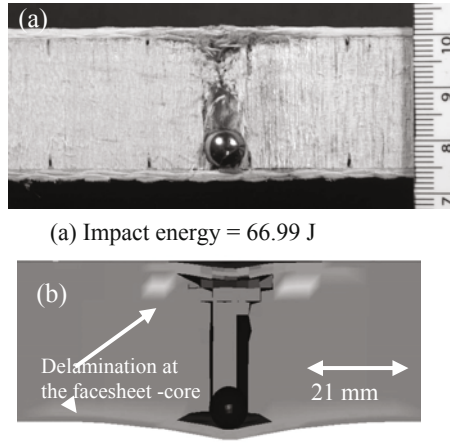 (a)
10
9
8
7
(a) Impact energy = 66.99 J
(b)
Delamination at
the facesheet -core
21 mm